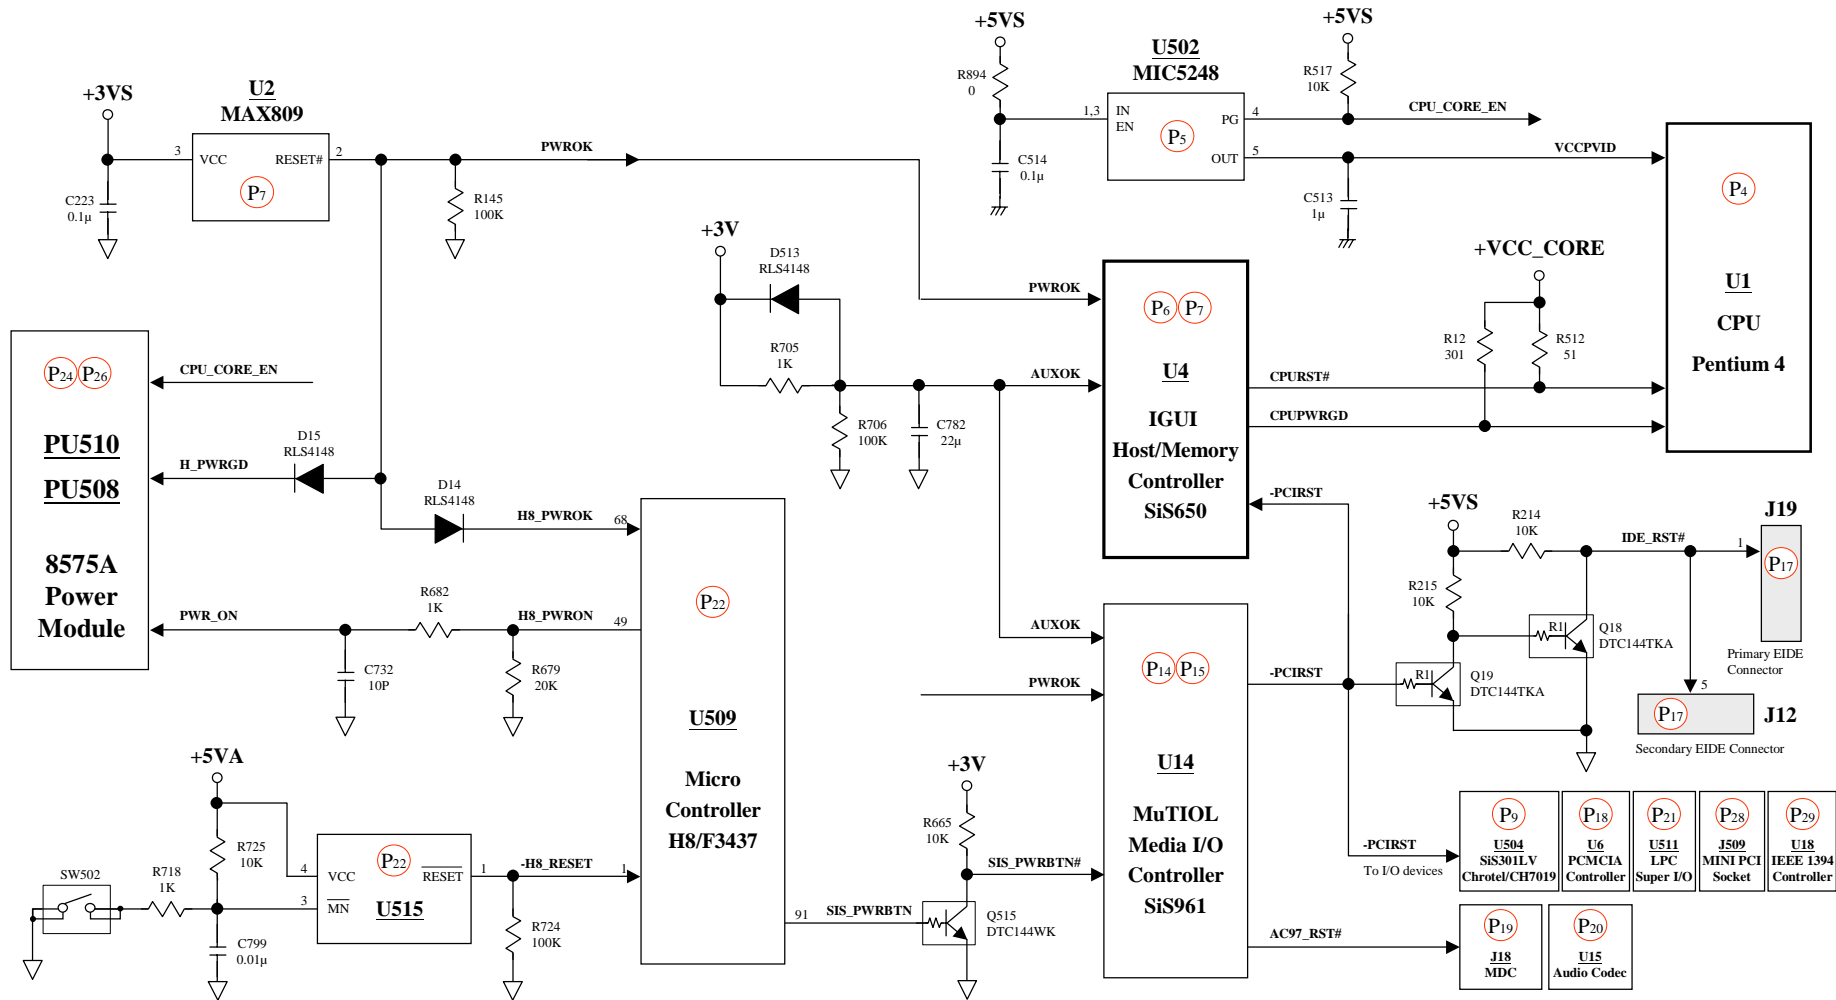 +3VS
U2
MAX809
3
VCC
RESET#
2
P7
C223
0.1µ
PWROK
R145
100K
+5VS
R894
0
C514
0.1µ
U502
MIC5248
1,3
IN
EN
PG
4
P5
OUT
5
+5VS
R517
10K
CPU_CORE_EN
VCCPVID
C513
1µ
P4
U1
CPU
Pentium 4
+3V
D513
RLS4148
R705
1K
R706
100K
C782
22µ
PWROK
AUXOK
P6 P7
U4
IGUI
Host/Memory
Controller
SiS650
+VCC_CORE
R12
301
R512
51
CPURST#
CPUPWRGD
-PCIRST
P24 P26
PU510
PU508
8575A
Power
Module
CPU_CORE_EN
H_PWRGD
PWR_ON
D15
RLS4148
D14
RLS4148
H8_PWROK
68
R682
1K
H8_PWRON
49
C732
10P
R679
20K
P22
U509
Micro
Controller
H8/F3437
+5VA
R725
10K
R718
1K
SW502
C799
0.01µ
4
VCC
P22
RESET
1
3
MN
U515
-H8_RESET
1
R724
100K
91
SIS_PWRBTN
+3V
R665
10K
SIS_PWRBTN#
Q515
DTC144WK
AUXOK
PWROK
P14 P15
U14
MuTIOL
Media I/O
Controller
SiS961
-PCIRST
AC97_RST#
+5VS
R214
10K
R215
10K
R1
Q19
DTC144TKA
R1
Q18
DTC144TKA
IDE_RST#
1
J19
P17
Primary EIDE
Connector
5
P17
J12
Secondary EIDE Connector
-PCIRST
To I/O devices
P9
U504
SiS301LV
Chrotel/CH7019
P18
U6
PCMCIA
Controller
P21
U511
LPC
Super I/O
P28
J509
MINI PCI
Socket
P29
U18
IEEE 1394
Controller
P19
J18
MDC
P20
U15
Audio Codec